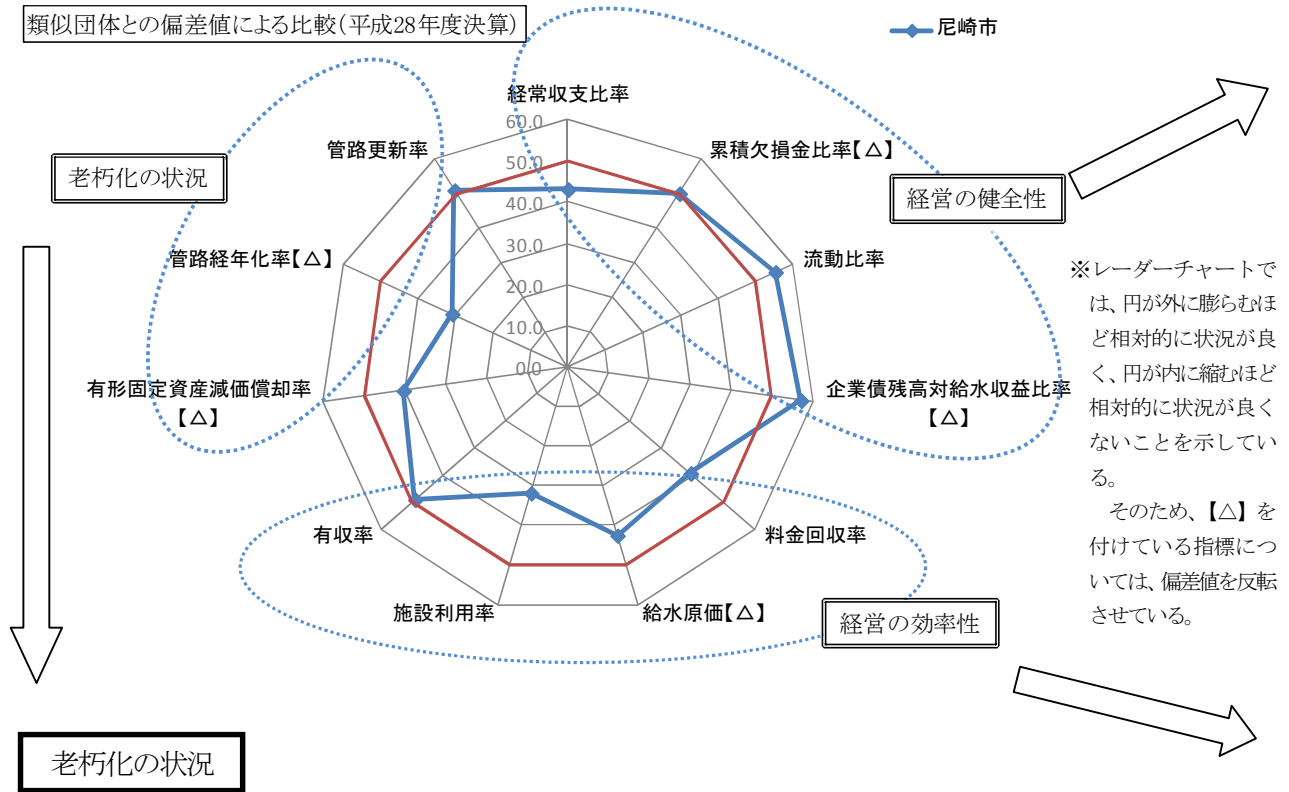 類似団体との偏差値による比較(平成28年度決算)
尼崎市
経常収支比率
累積欠損金比率【△】
流動比率
企業債残高対給水収益比率
【△】
料金回収率
給水原価【△】
施設利用率
有収率
有形固定資産減価償却率
【△】
管路経年化率【△】
管路更新率
60.0
50.0
40.0
30.0
20.0
10.0
0.0
老朽化の状況
経営の健全性
経営の効率性
※レーダーチャートで
は、円が外に膨らむほ
ど相対的に状況が良
く、円が内に縮むほど
相対的に状況が良く
ないことを示してい
る。
そのため、【△】を
付けている指標につ
いては、偏差値を反転
させている。
老朽化の状況